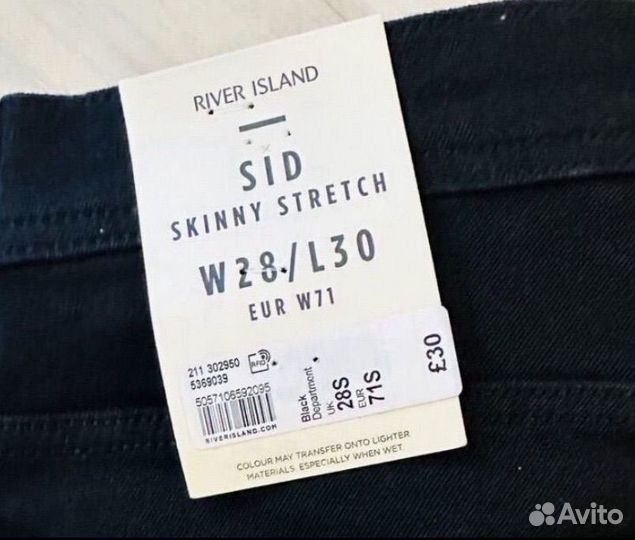 RIVER ISLAND
SID
SKINNY STRETCH
W28/L30
EUR W71
211 302950
5369039
RFID
5057106592095
RIVERISLAND.COM
Black
Department
UK
28S
EUR
71S
£30
COLOUR MAY TRANSFER ONTO LIGHTER
MATERIALS, ESPECIALLY WHEN WET.
Avito